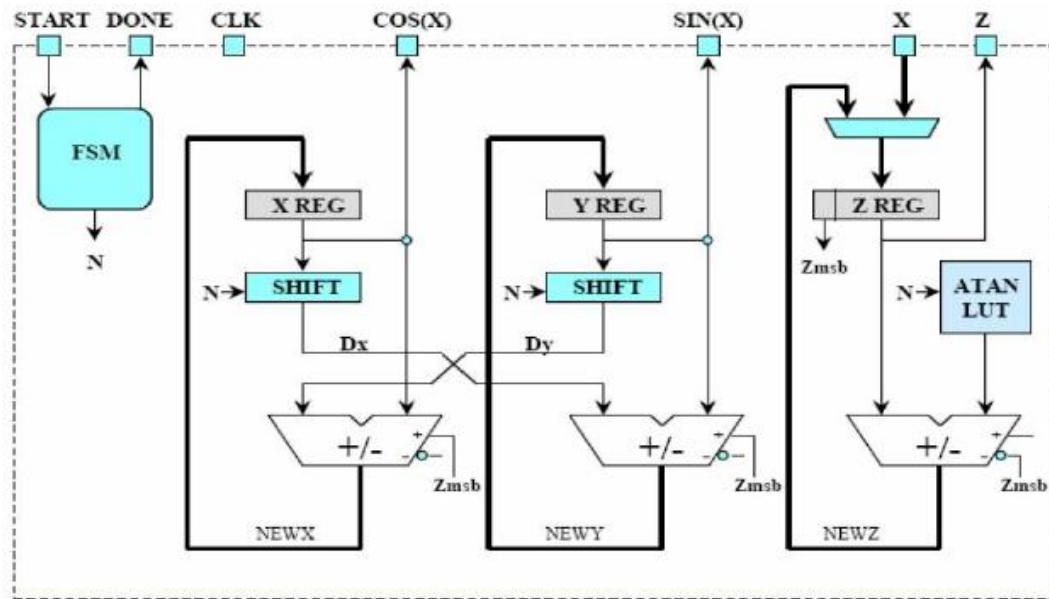 START DONE CLK COS(X) SIN(X) X Z
FSM
N
X REG
Y REG
Z REG
Zmsb
N
SHIFT
N
SHIFT
N
ATAN
LUT
Dx
Dy
+/-
+
-
Zmsb
+/-
+
-
Zmsb
+/-
+
-
Zmsb
NEWX
NEWY
NEWZ